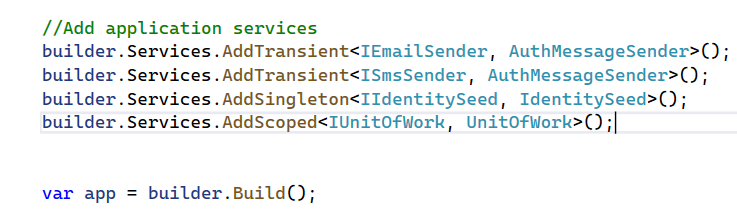 //Add application services
builder.Services.AddTransient<IEmailSender, AuthMessageSender>();
builder.Services.AddTransient<ISmsSender, AuthMessageSender>();
builder.Services.AddSingleton<IIdentitySeed, IdentitySeed>();
builder.Services.AddScoped<IUnitOfWork, UnitOfWork>();
var app = builder.Build();